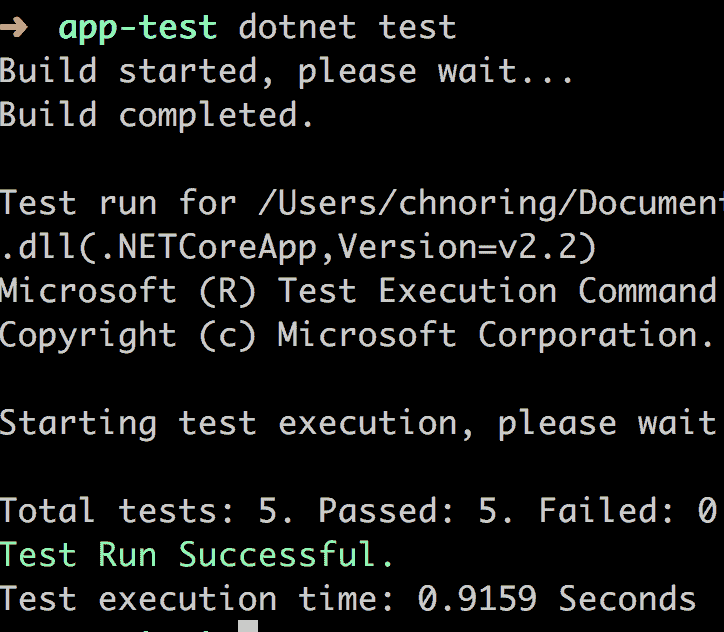 ➜ app-test dotnet test
Build started, please wait...
Build completed.
Test run for /Users/chnoring/Documen
.dll(.NETCoreApp,Version=v2.2)
Microsoft (R) Test Execution Command
Copyright (c) Microsoft Corporation.
Starting test execution, please wait
Total tests: 5. Passed: 5. Failed: 0
Test Run Successful.
Test execution time: 0.9159 Seconds